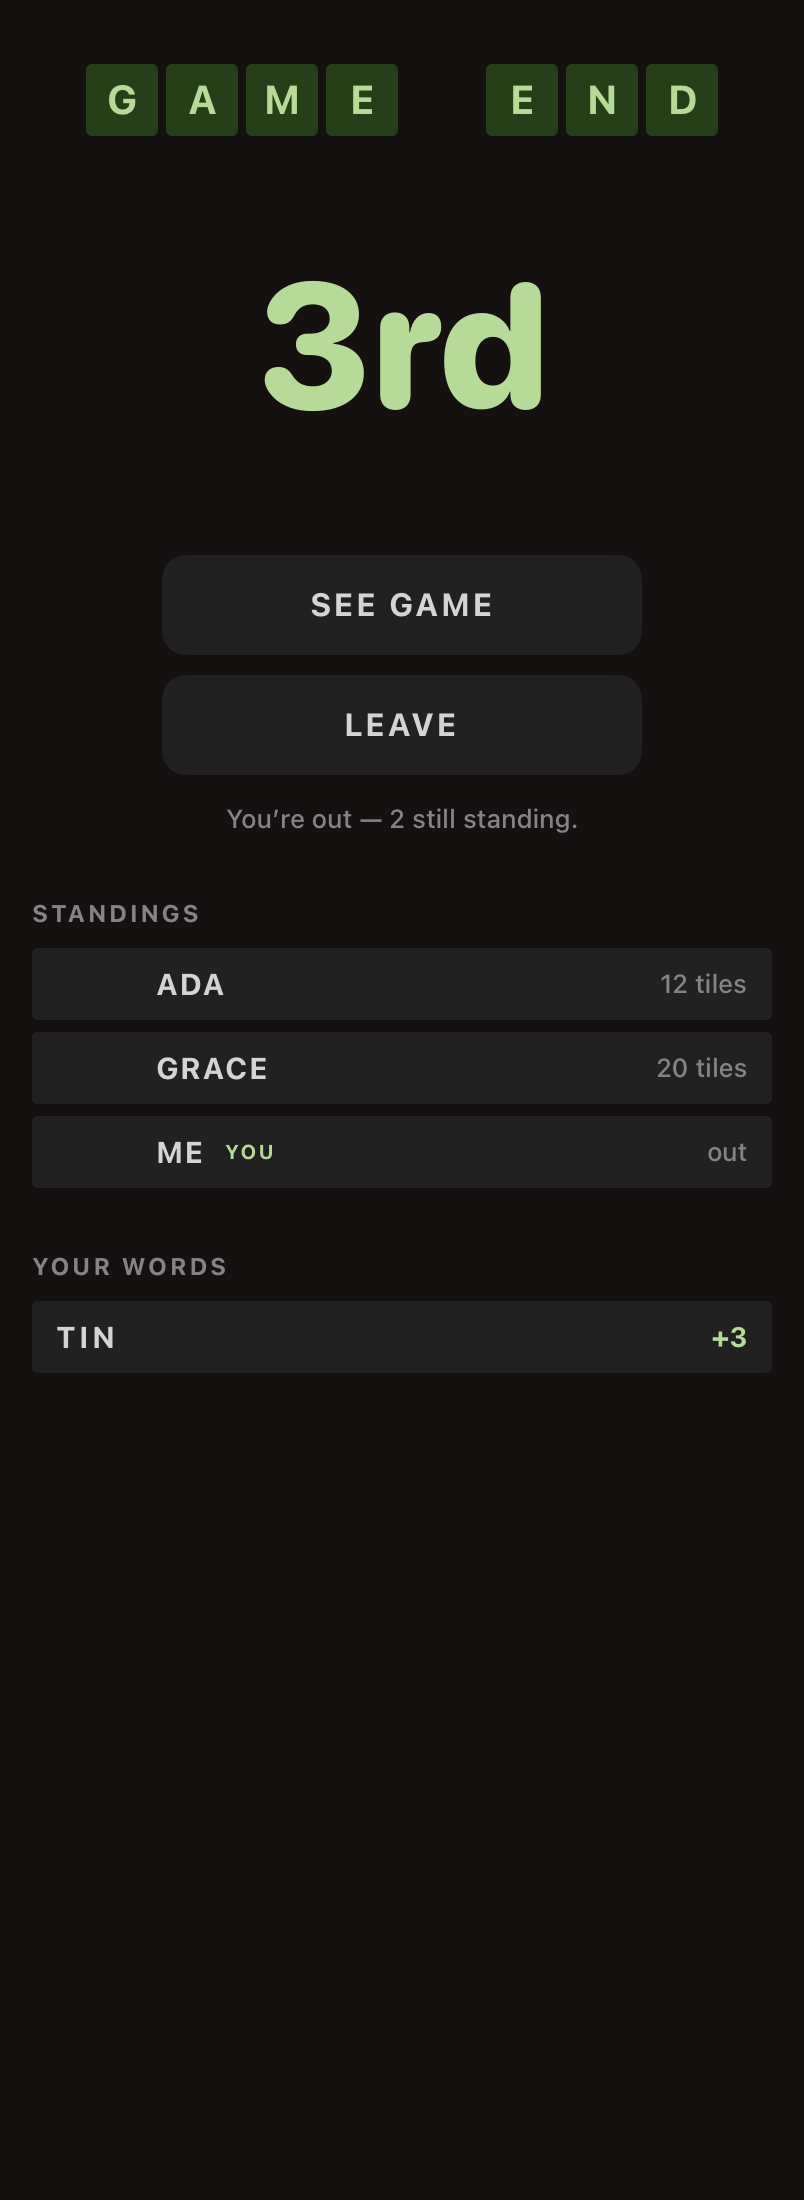 GAME END
3rd
SEE GAME
LEAVE
You’re out — 2 still standing.
STANDINGS
ADA 12 tiles
GRACE 20 tiles
ME YOU out
YOUR WORDS
TIN +3